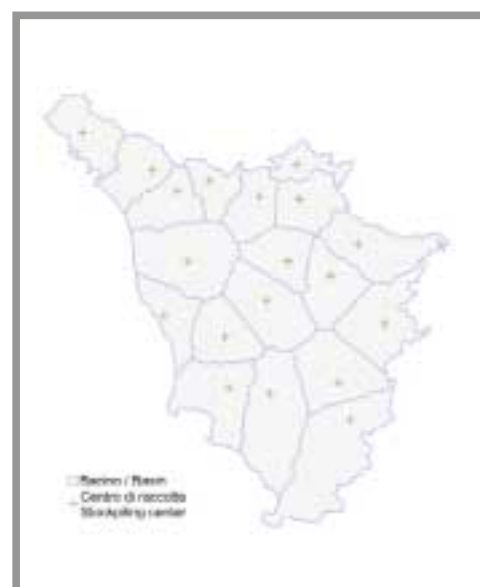 Bacino / Basin
Centro di raccolta
Stockpiling center